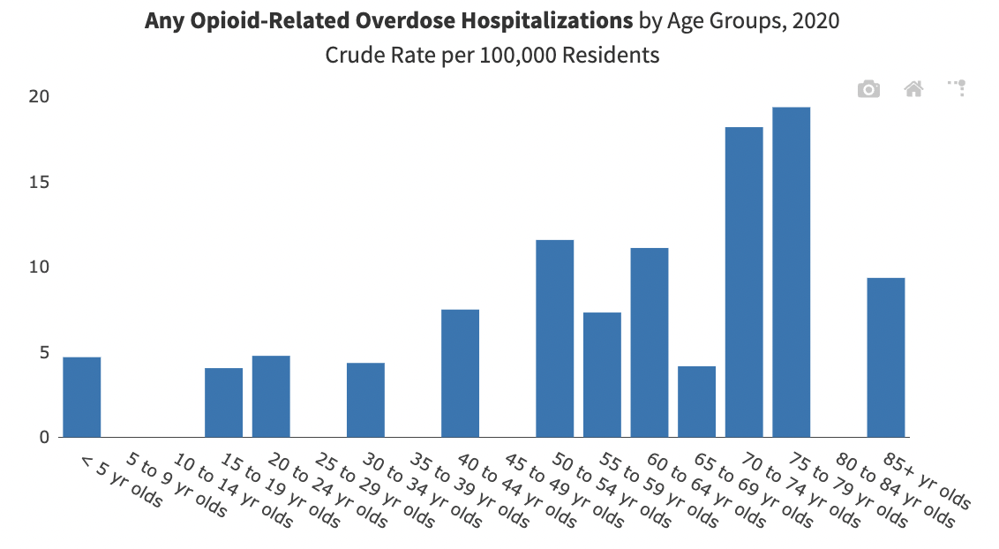 Any Opioid-Related Overdose Hospitalizations by Age Groups, 2020
Crude Rate per 100,000 Residents
20
15
10
5
0
< 5 yr olds
5 to 9 yr olds
10 to 14 yr olds
15 to 19 yr olds
20 to 24 yr olds
25 to 29 yr olds
30 to 34 yr olds
35 to 39 yr olds
40 to 44 yr olds
45 to 49 yr olds
50 to 54 yr olds
55 to 59 yr olds
60 to 64 yr olds
65 to 69 yr olds
70 to 74 yr olds
75 to 79 yr olds
80 to 84 yr olds
85+ yr olds